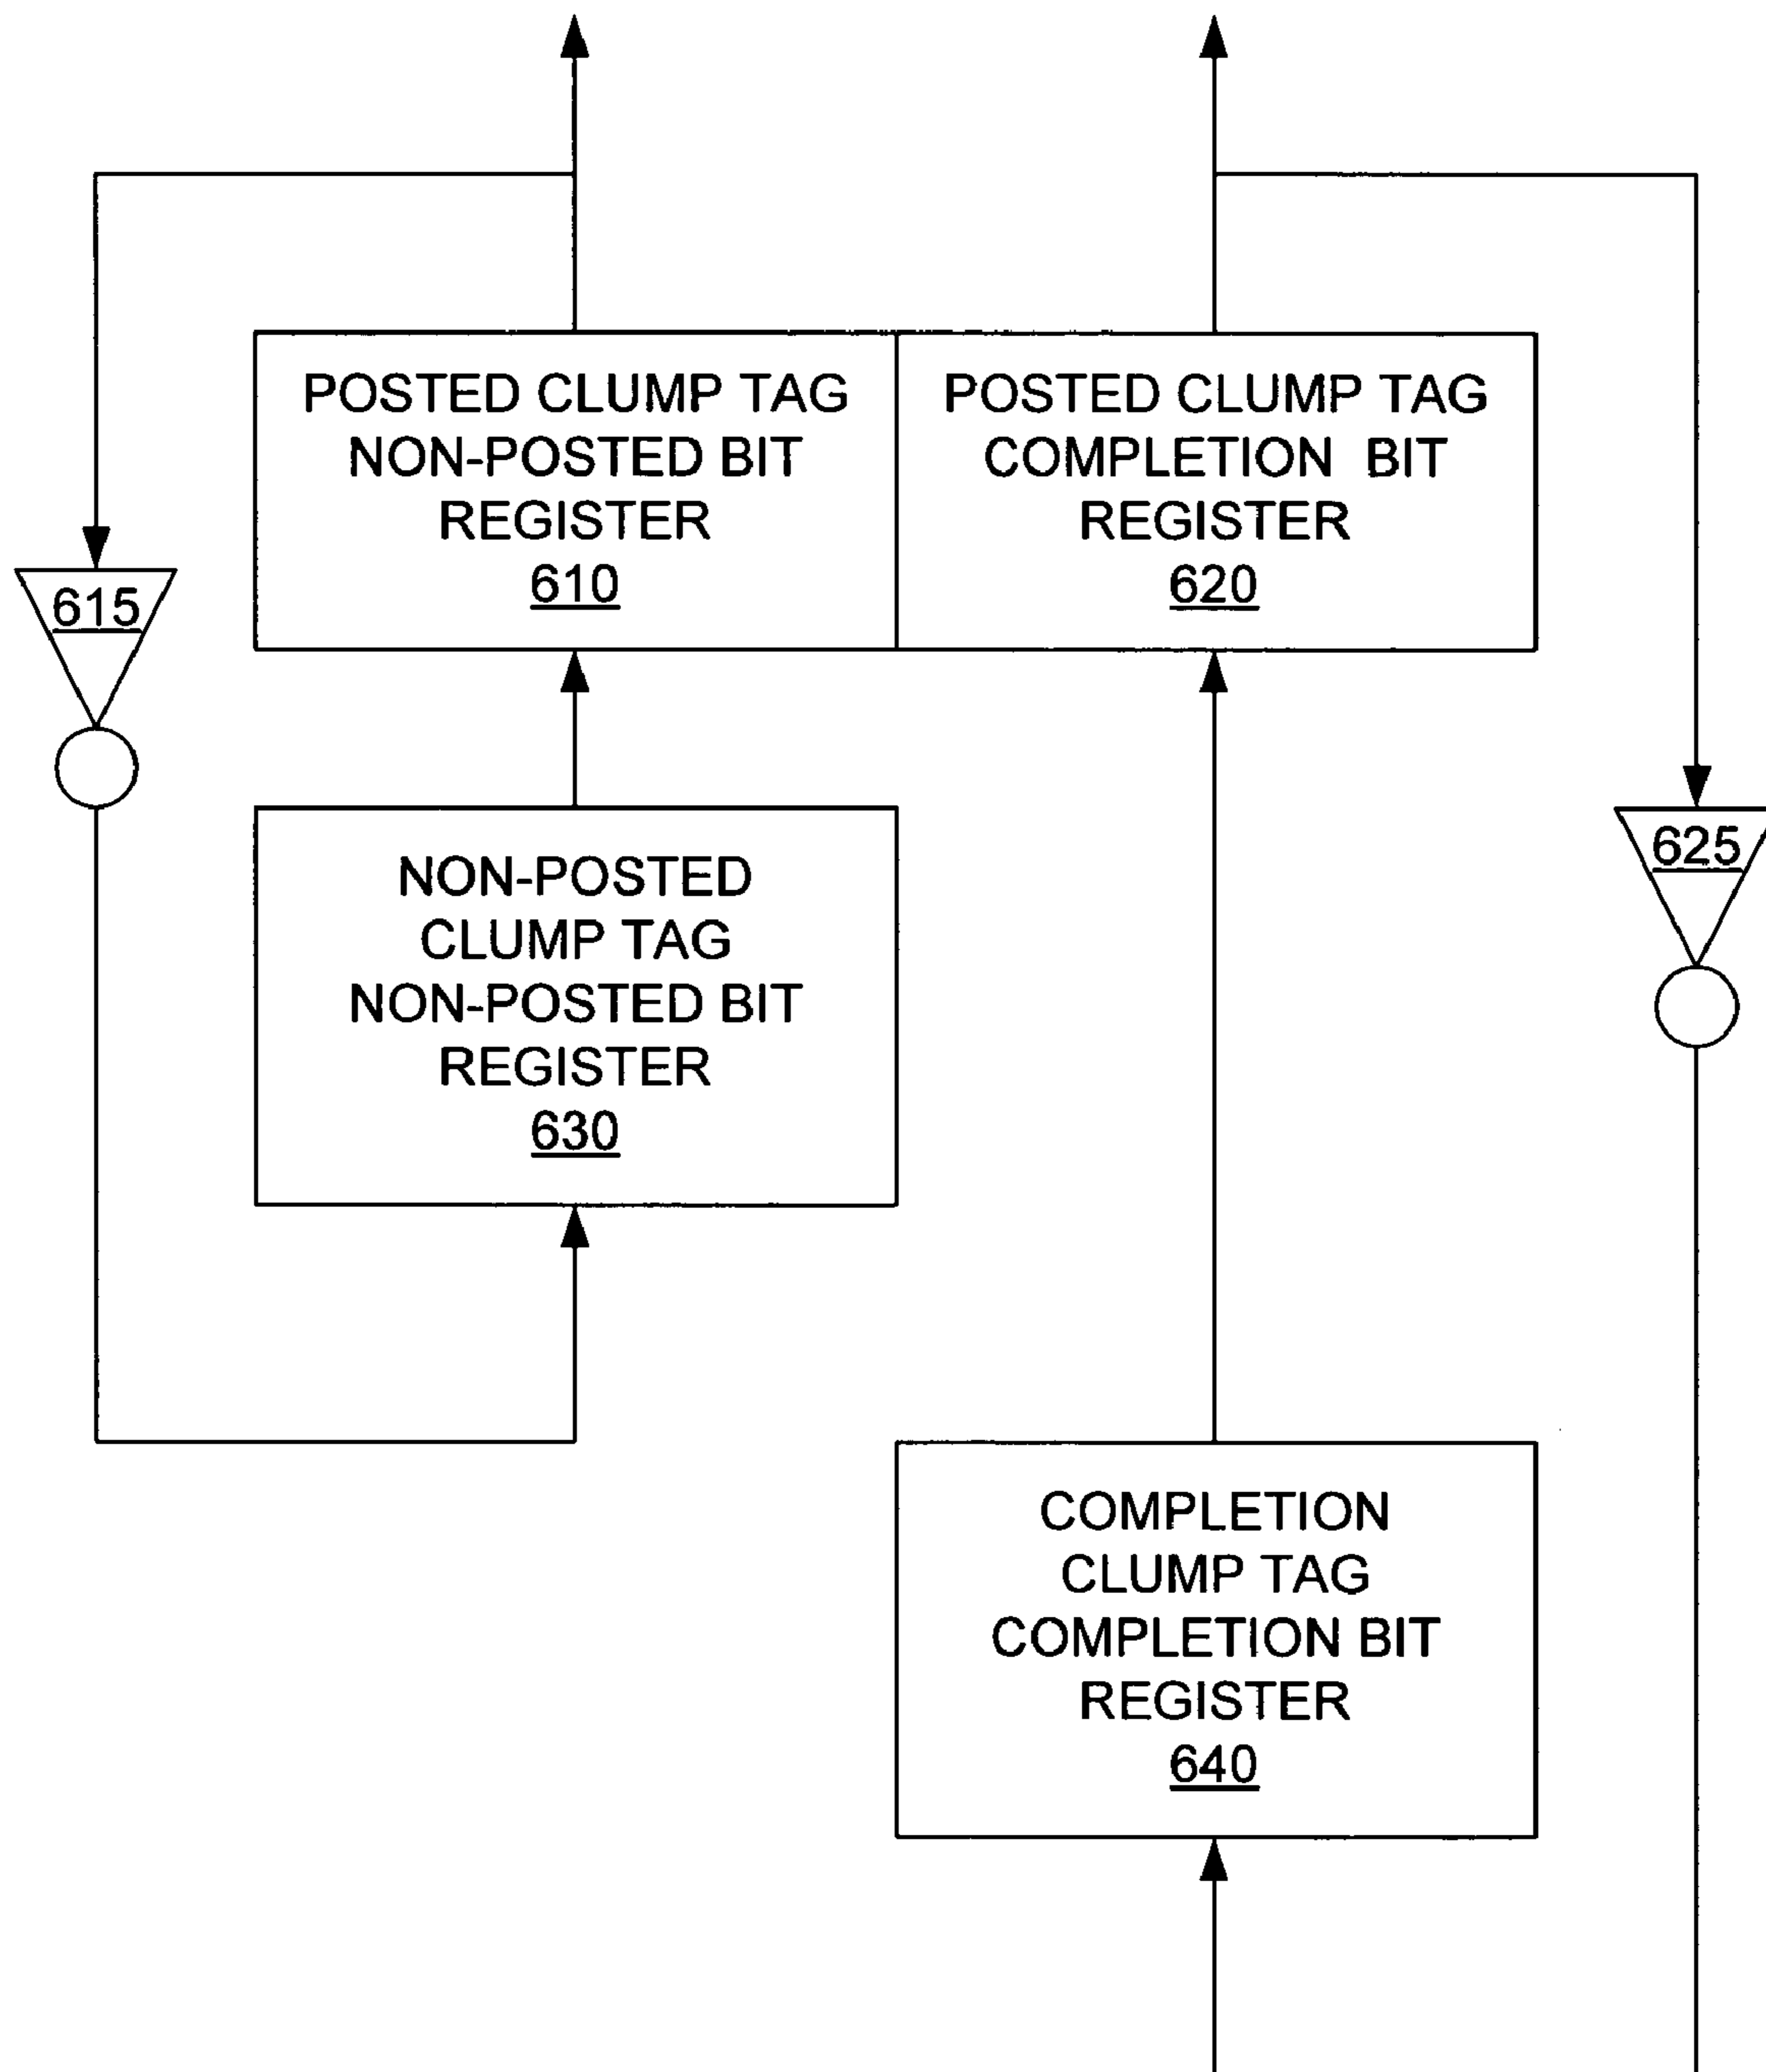 POSTED CLUMP TAG
NON-POSTED BIT
REGISTER
610
POSTED CLUMP TAG
COMPLETION BIT
REGISTER
620
615
625
NON-POSTED
CLUMP TAG
NON-POSTED BIT
REGISTER
630
COMPLETION
CLUMP TAG
COMPLETION BIT
REGISTER
640